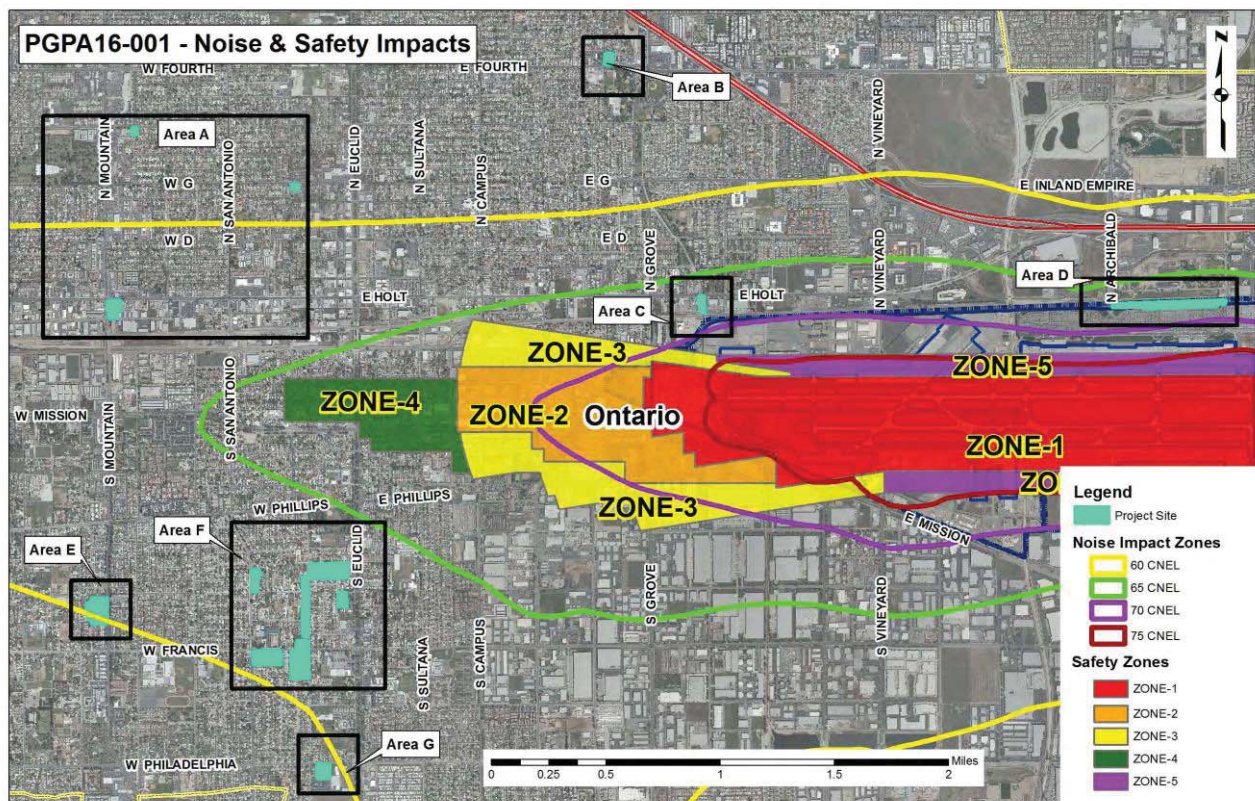 PGPA16-001 - Noise & Safety Impacts
W FOURTH
E FOURTH
Area B
Z
Area A
N MOUNTAIN
N SAN ANTONIO
N EUCLID
N SULTANA
N CAMPUS
N VINEYARD
W G
E G
E INLAND EMPIRE
W D
E D
N GROVE
N VINEYARD
N ARCHIBALD
Area D
E HOLT
E HOLT
Area C
ZONE-3
ZONE-5
ZONE-4
ZONE-2
Ontario
ZONE-1
W MISSION
S MOUNTAIN
S SAN ANTONIO
ZONE-3
ZO
E MISSION
W PHILLIPS
E PHILLIPS
Area F
Area E
S EUCLID
W FRANCIS
S SULTANA
S CAMPUS
S GROVE
S VINEYARD
Area G
W PHILADELPHIA
0 0.25 0.5 1 1.5 2
Miles
Legend
Project Site
Noise Impact Zones
60 CNEL
65 CNEL
70 CNEL
75 CNEL
Safety Zones
ZONE-1
ZONE-2
ZONE-3
ZONE-4
ZONE-5